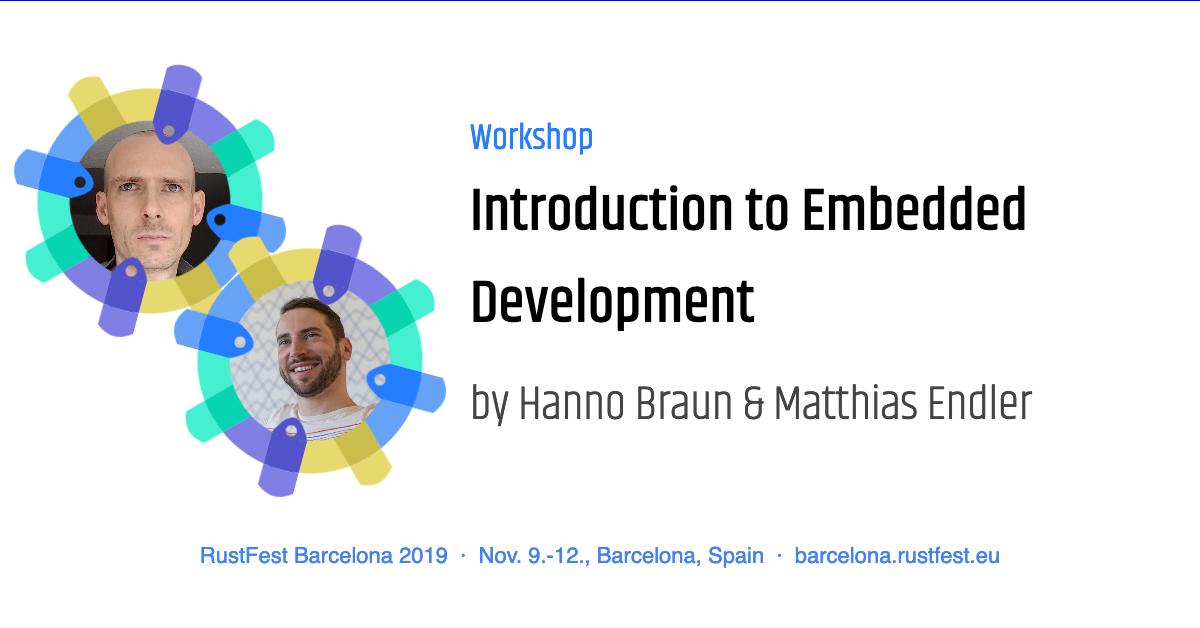 Workshop
Introduction to Embedded
Development
by Hanno Braun & Matthias Endler
RustFest Barcelona 2019 · Nov. 9.-12., Barcelona, Spain · barcelona.rustfest.eu